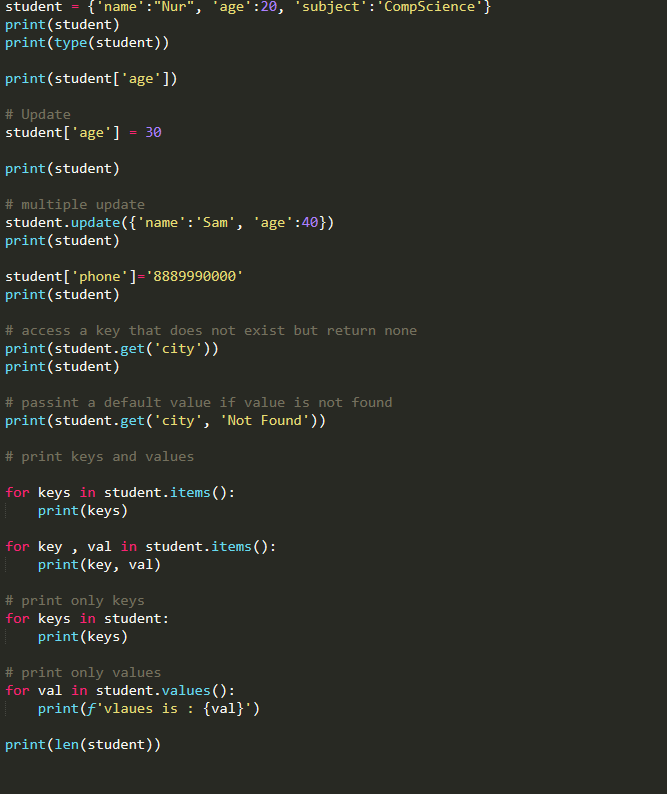 student = {'name':"Nur", 'age':20, 'subject':'CompScience'}
print(student)
print(type(student))

print(student['age'])

# Update
student['age'] = 30

print(student)

# multiple update
student.update({'name':'Sam', 'age':40})
print(student)

student['phone']='8889990000'
print(student)

# access a key that does not exist but return none
print(student.get('city'))
print(student)

# passint a default value if value is not found
print(student.get('city', 'Not Found'))

# print keys and values

for keys in student.items():
    print(keys)

for key , val in student.items():
    print(key, val)

# print only keys
for keys in student:
    print(keys)

# print only values
for val in student.values():
    print(f'vlaues is : {val}')

print(len(student))